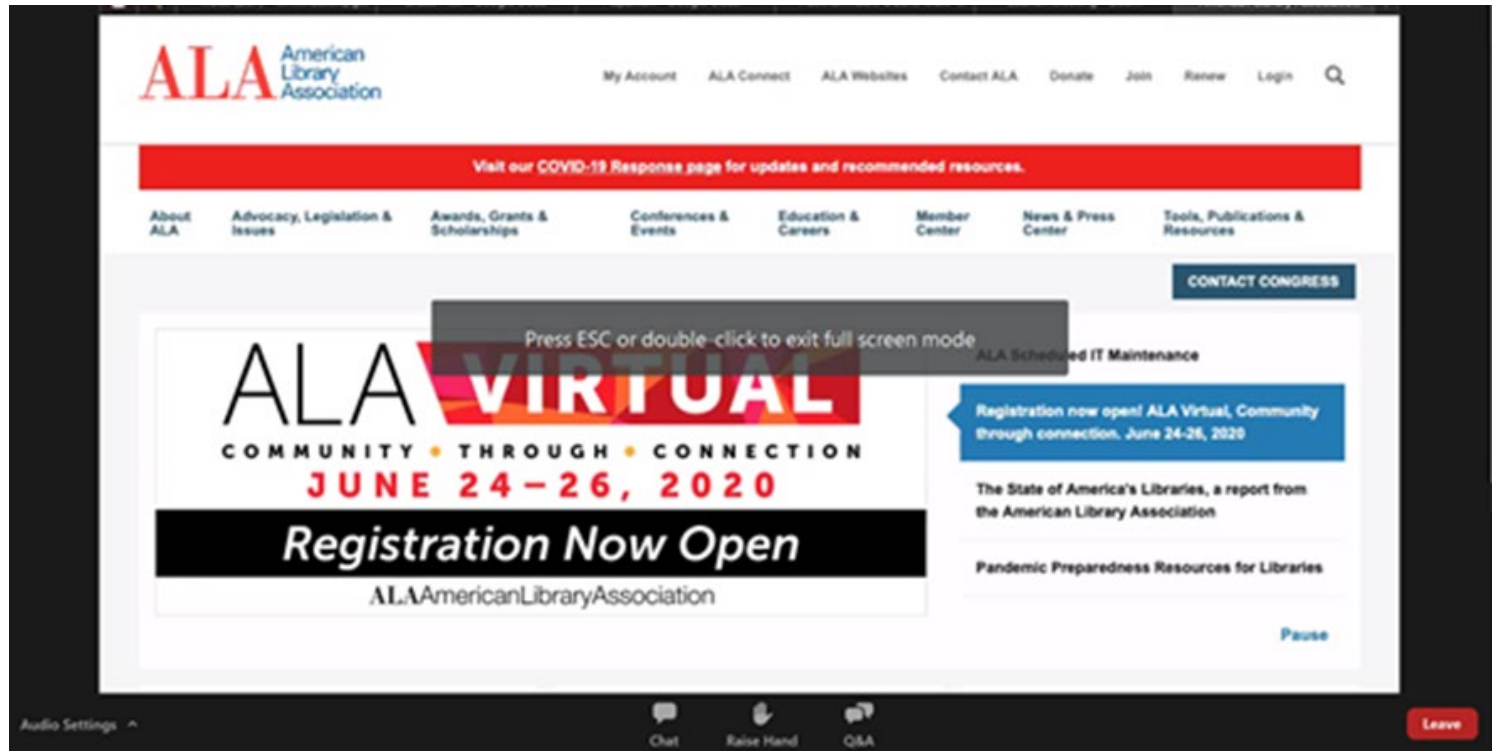 ALA American
Library
Association
My Account ALA Connect ALA Websites Contact ALA Donate Join Renew Login
Visit our COVID-19 Response page for updates and recommended resources.
About
ALA
Advocacy, Legislation &
Issues
Awards, Grants &
Scholarships
Conferences &
Events
Education &
Careers
Member
Center
News & Press
Center
Tools, Publications &
Resources
CONTACT CONGRESS
Press ESC or double-click to exit full screen mode
ALA VIRTUAL
COMMUNITY • THROUGH • CONNECTION
JUNE 24–26, 2020
Registration Now Open
ALAAmericanLibraryAssociation
ALA Scheduled IT Maintenance
Registration now open! ALA Virtual, Community
through connection. June 24-26, 2020
The State of America's Libraries, a report from
the American Library Association
Pandemic Preparedness Resources for Libraries
Pause
Audio Settings
Chat
Raise Hand
Q&A
Leave